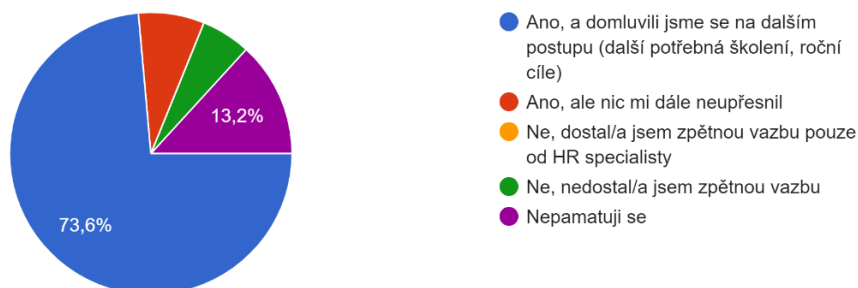 73,6%
13,2%
Ano, a domluvili jsme se na dalším
postupu (další potřebná školení, roční
cíle)
Ano, ale nic mi dále neupřesnil
Ne, dostal/a jsem zpětnou vazbu pouze
od HR specialisty
Ne, nedostal/a jsem zpětnou vazbu
Nepamatuji se